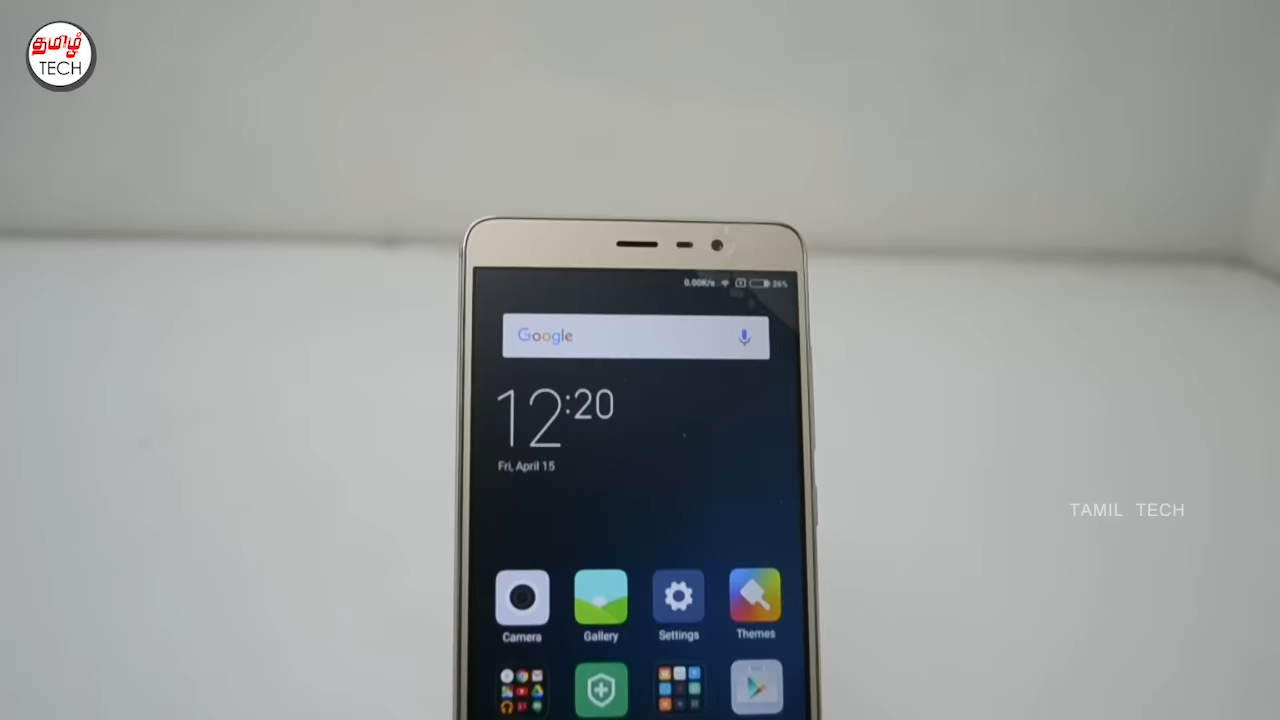 தமிழ்
TECH
0.00K/s 26%
Google
12:20
Fri, April 15
TAMIL TECH
Camera Gallery Settings Themes